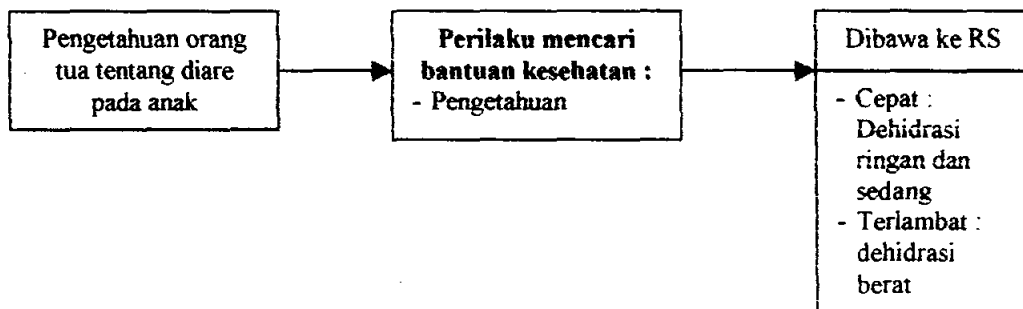 Pengetahuan orang
tua tentang diare
pada anak
Perilaku mencari
bantuan kesehatan :
- Pengetahuan
Dibawa ke RS
- Cepat :
Dehidrasi
ringan dan
sedang
- Terlambat :
dehidrasi
berat